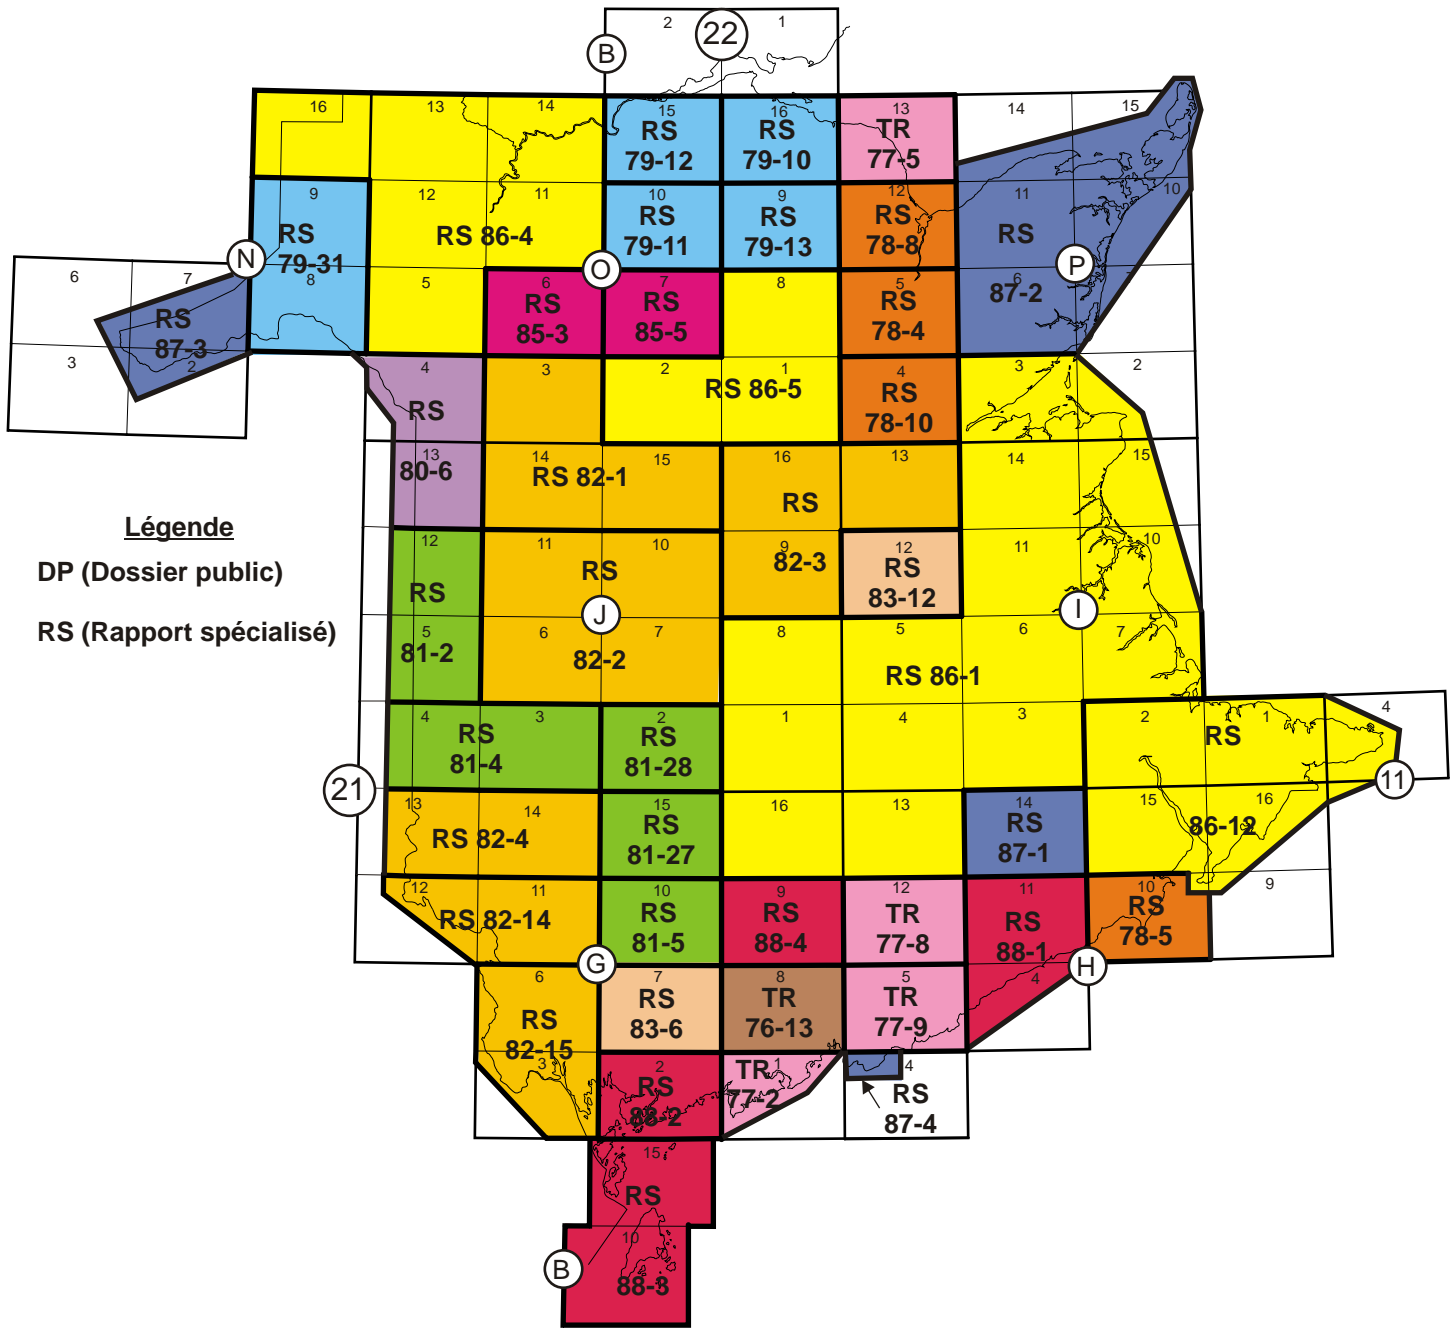 2
22
1
B
16
13
14
15
RS
79-12
16
RS
79-10
13
TR
77-5
14
15
9
RS
79-31
8
12
11
RS 86-4
10
RS
79-11
9
RS
79-13
12
RS
78-8
11
RS
10
N
O
P
6
7
5
6
RS
85-3
7
RS
85-5
8
5
RS
78-4
6
87-2
7
RS
87-3
3
2
4
RS
3
2
1
RS 86-5
4
RS
78-10
3
2
13
80-6
14
RS 82-1
15
16
RS
13
14
15
Légende
DP (Dossier public)
RS (Rapport spécialisé)
12
RS
11
10
RS
9
82-3
12
RS
83-12
11
10
J
I
5
81-2
6
82-2
7
8
5
RS 86-1
6
7
4
RS
81-4
3
2
RS
81-28
1
4
3
2
RS
1
4
21
11
13
RS 82-4
14
15
RS
81-27
16
13
14
RS
87-1
15
16
86-12
12
RS 82-14
11
10
RS
81-5
9
RS
88-4
12
TR
77-8
11
RS
88-1
10
RS
78-5
9
G
H
6
RS
82-15
7
RS
83-6
8
TR
76-13
5
TR
77-9
4
3
2
RS
88-2
1
TR
77-2
4
RS
87-4
15
RS
10
B
88-3